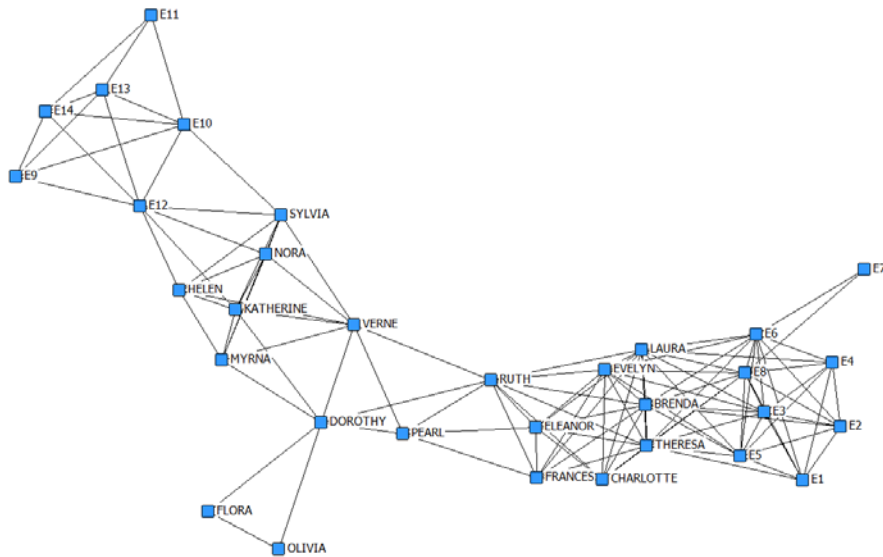 E11
E13
E14
E10
E9
E12
SYLVIA
NORA
E7
HELEN
KATHERINE
VERNE
E6
LAURA
MYRNA
E4
EVELYN
E8
RUTH
BRENDA
E3
DOROTHY
PEARL
ELEANOR
E2
THERESA
E5
FRANCES
CHARLOTTE
E1
FLORA
OLIVIA